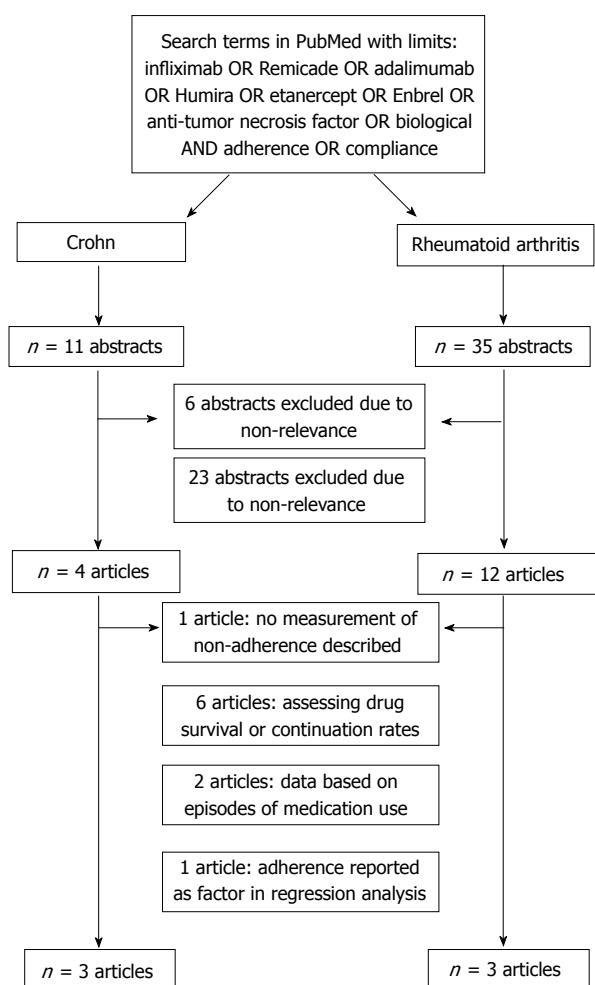 Search terms in PubMed with limits:
infliximab OR Remicade OR adalimumab
OR Humira OR etanercept OR Enbrel OR
anti-tumor necrosis factor OR biological
AND adherence OR compliance
Crohn
Rheumatoid arthritis
n = 11 abstracts
n = 35 abstracts
6 abstracts excluded due to
non-relevance
23 abstracts excluded due
to non-relevance
n = 4 articles
n = 12 articles
1 article: no measurement of
non-adherence described
6 articles: assessing drug
survival or continuation rates
2 articles: data based on
episodes of medication use
1 article: adherence reported
as factor in regression analysis
n = 3 articles
n = 3 articles